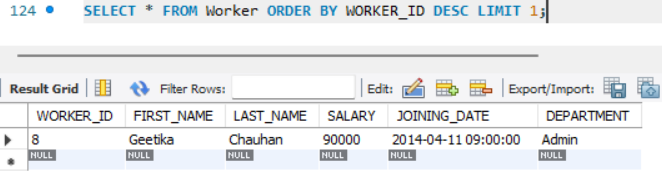 124 SELECT * FROM Worker ORDER BY WORKER_ID DESC LIMIT 1;
Result Grid Filter Rows: Edit: Export/Import:
WORKER_ID FIRST_NAME LAST_NAME SALARY JOINING_DATE DEPARTMENT
8 Geetika Chauhan 90000 2014-04-11 09:00:00 Admin
NULL NULL NULL NULL NULL NULL